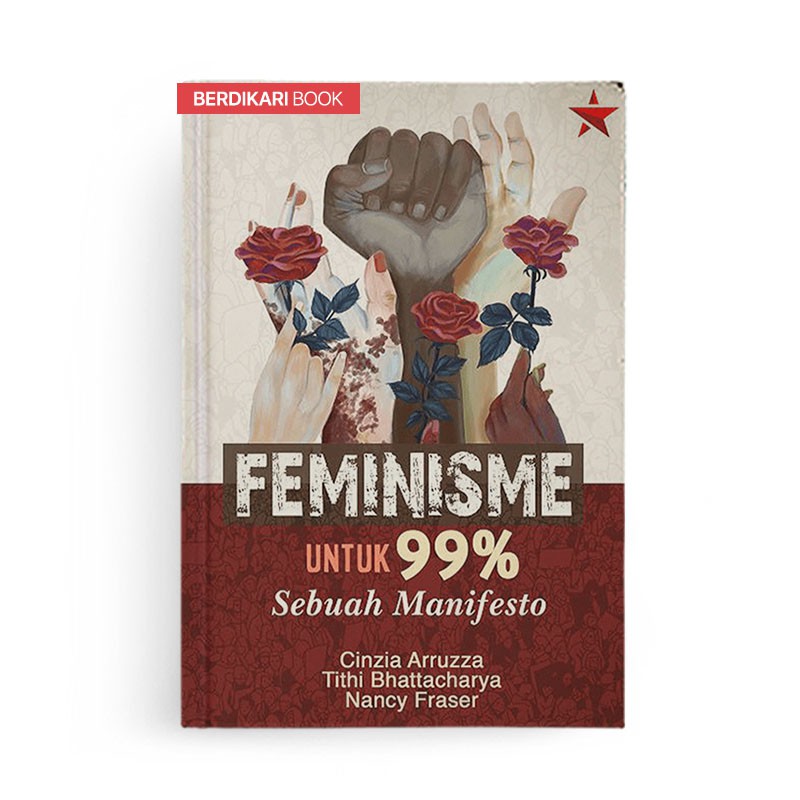 BERDIKARI BOOK
FEMINISME
UNTUK 99%
Sebuah Manifesto
Cinzia Arruzza
Tithi Bhattacharya
Nancy Fraser